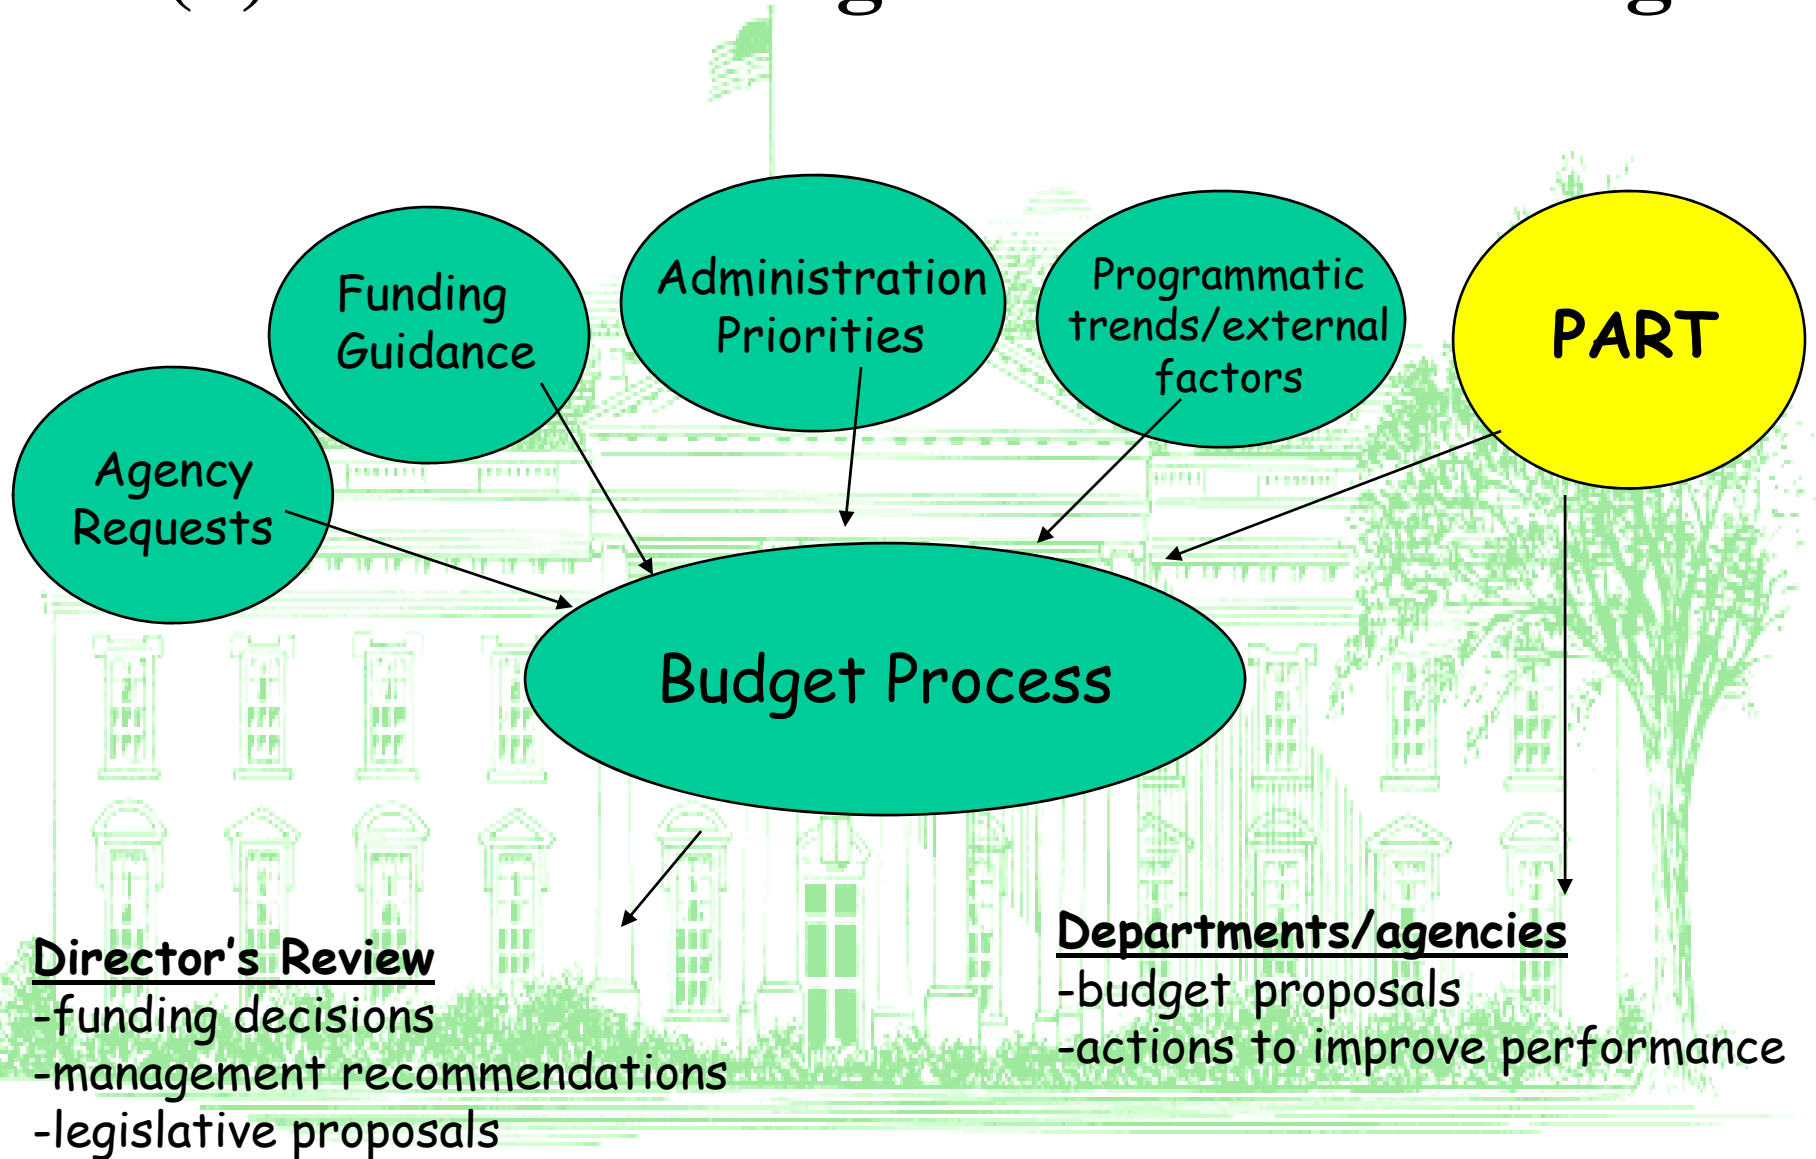 Funding
Guidance
Administration
Priorities
Programmatic
trends/external
factors
PART
Agency
Requests
Budget Process
Director’s Review
-funding decisions
-management recommendations
-legislative proposals
Departments/agencies
-budget proposals
-actions to improve performance